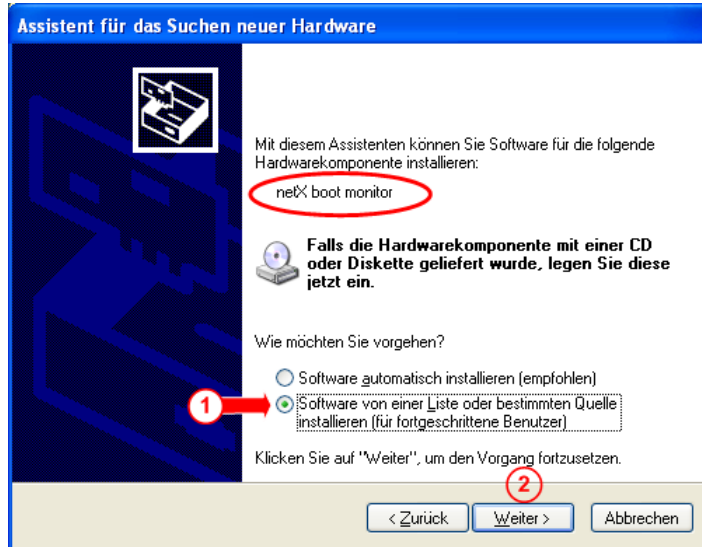 Assistent für das Suchen neuer Hardware
Mit diesem Assistenten können Sie Software für die folgende
Hardwarekomponente installieren:
netX boot monitor
Falls die Hardwarekomponente mit einer CD
oder Diskette geliefert wurde, legen Sie diese
jetzt ein.
Wie möchten Sie vorgehen?
Software automatisch installieren (empfohlen)
1
Software von einer Liste oder bestimmten Quelle
installieren (für fortgeschrittene Benutzer)
Klicken Sie auf "Weiter", um den Vorgang fortzusetzen.
2
< Zurück Weiter > Abbrechen